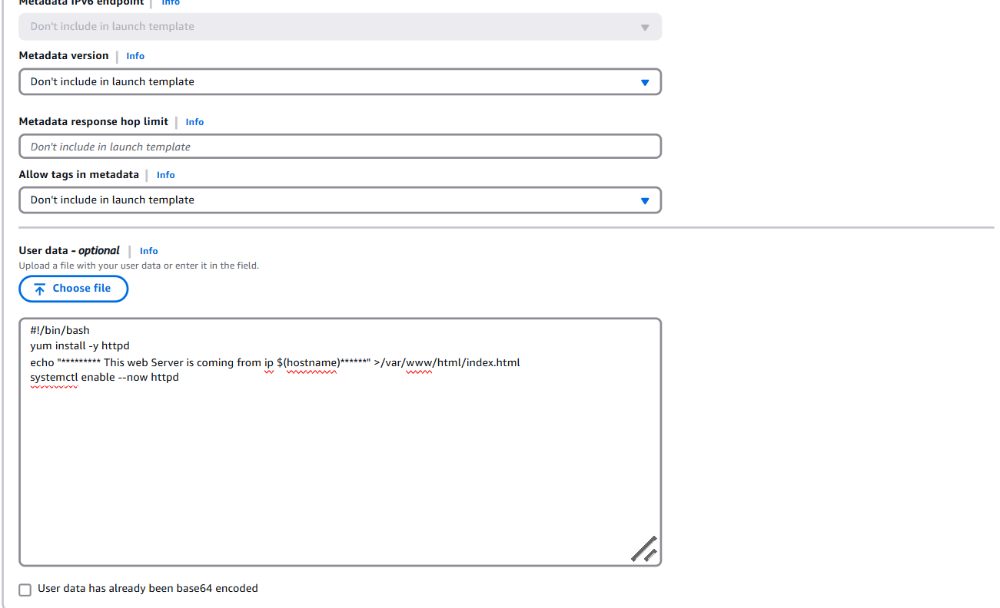 Metadata IPv6 endpoint | Info
Don't include in launch template
Metadata version | Info
Don't include in launch template
Metadata response hop limit | Info
Don't include in launch template
Allow tags in metadata | Info
Don't include in launch template
User data - optional | Info
Upload a file with your user data or enter it in the field.
Choose file
#!/bin/bash
yum install -y httpd
echo "********* This web Server is coming from ip $(hostname)******" >/var/www/html/index.html
systemctl enable --now httpd
User data has already been base64 encoded